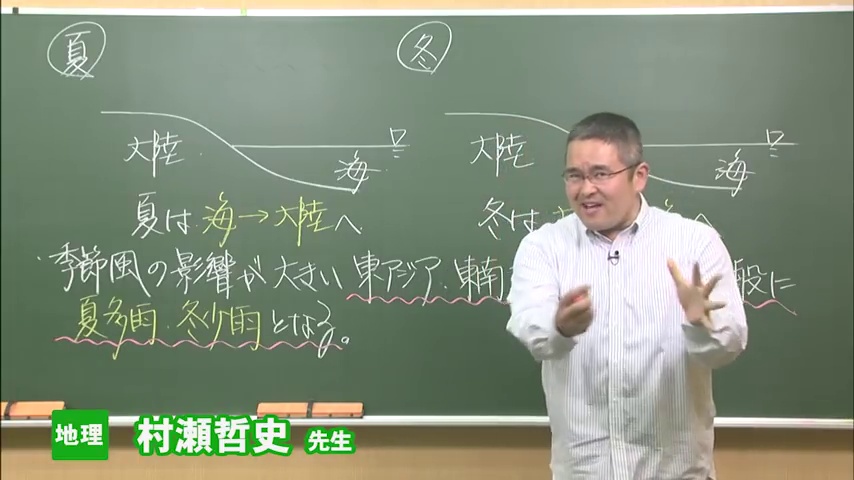 夏
冬
大陸
海
大陸
海
夏は 海→大陸へ
冬は
季節風の影響が大きい東アジア・東南 般に
夏多雨・冬少雨となる。
地理 村瀬哲史 先生